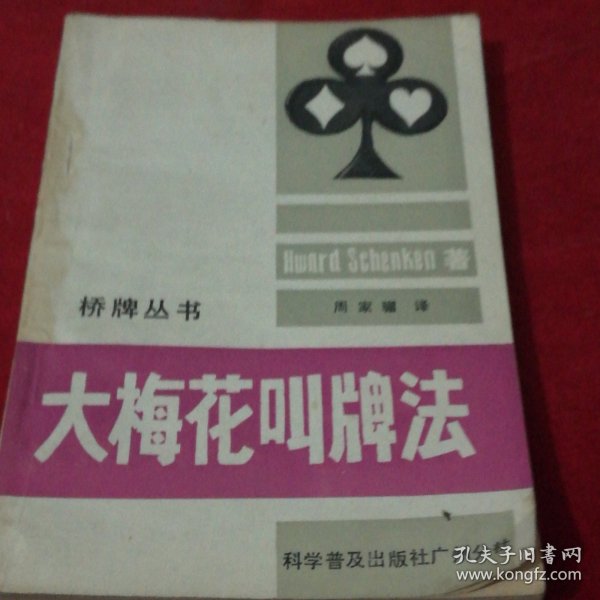 Hward Schenken 著
周家骝 译
桥牌丛书
大梅花叫牌法
科学普及出版社广
孔夫子旧书网
www.kongfz.com